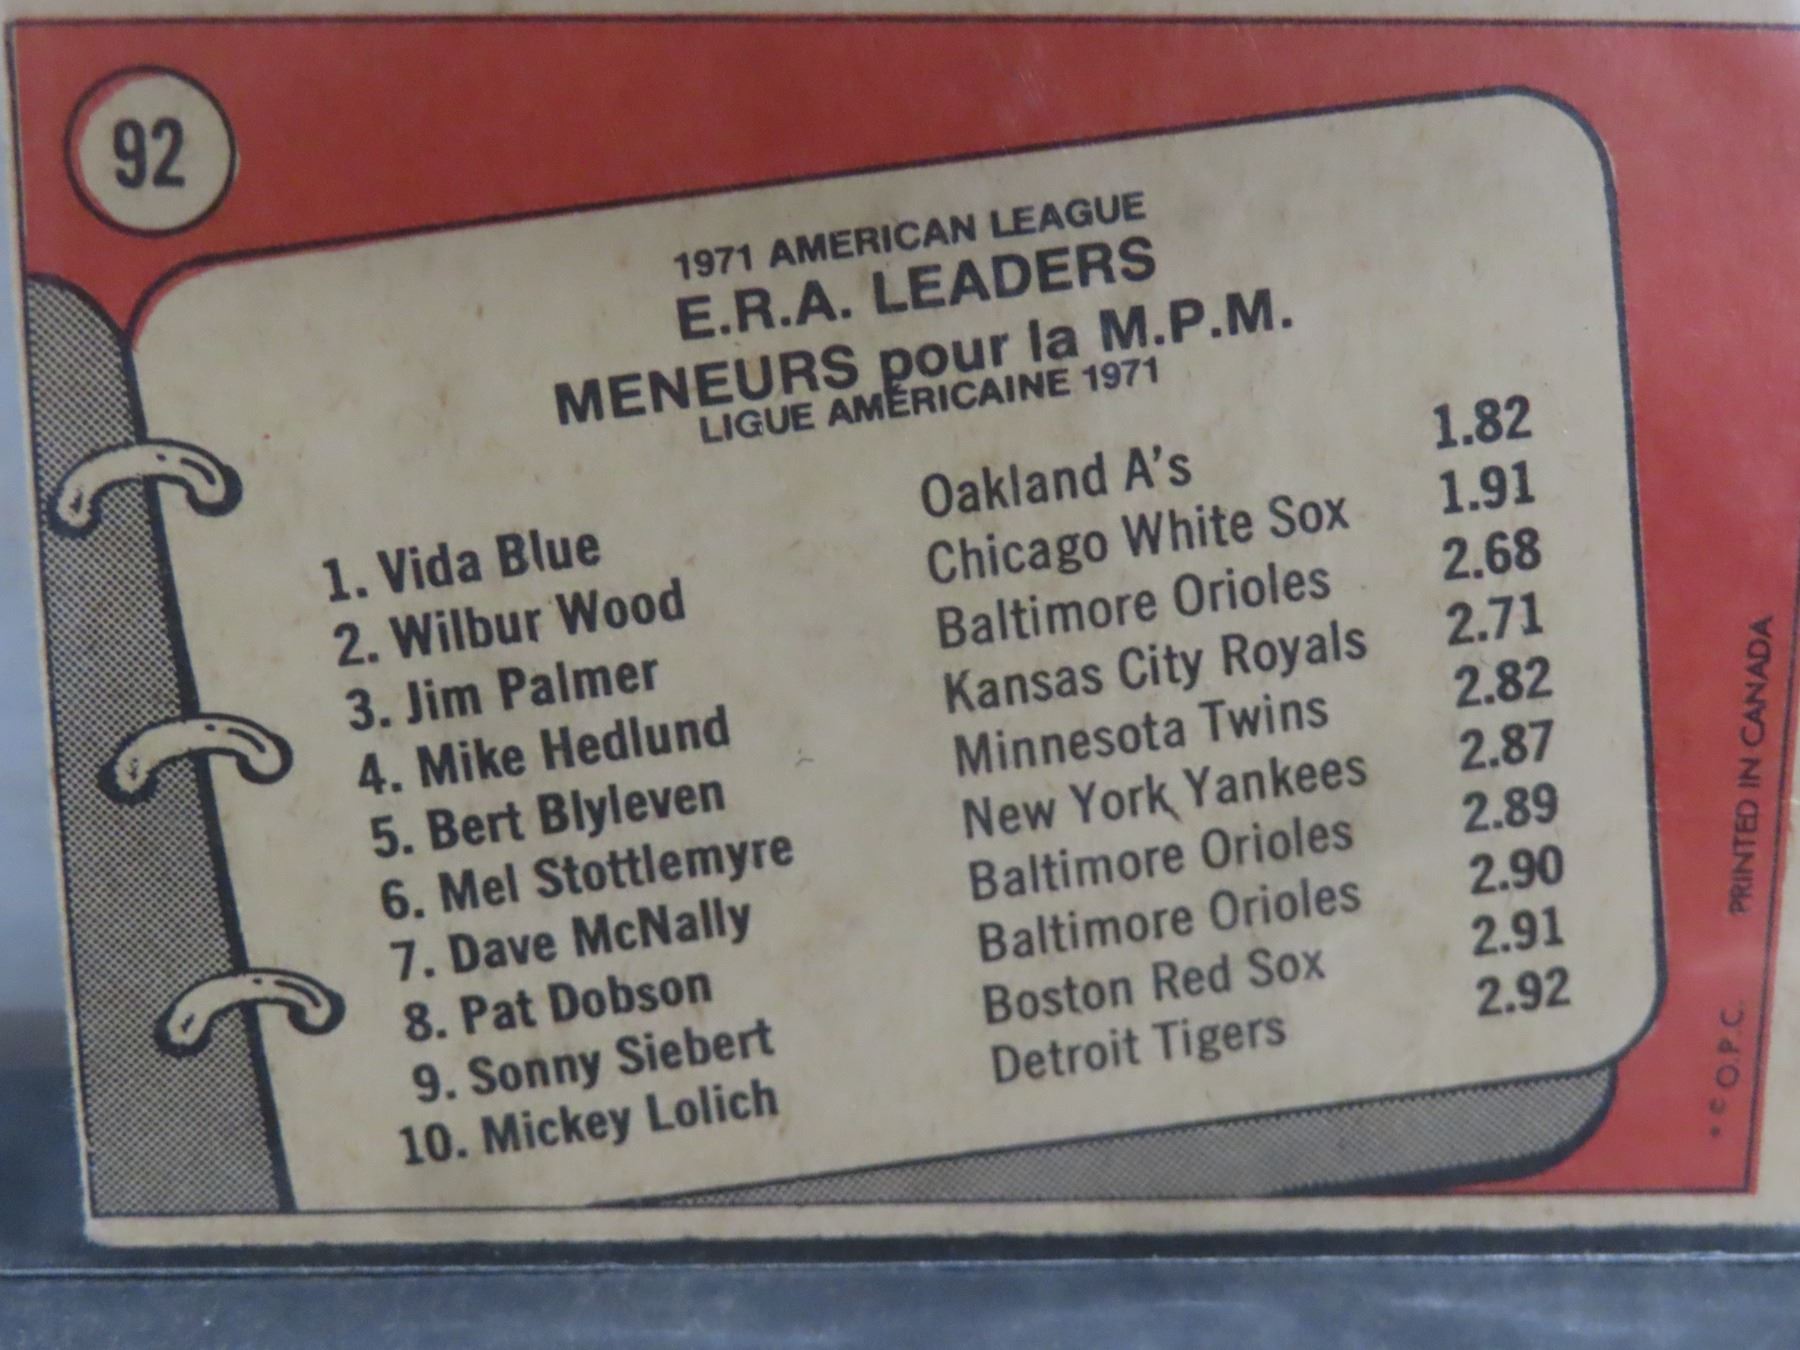 92
1971 AMERICAN LEAGUE
E.R.A. LEADERS
MENEURS pour la M.P.M.
LIGUE AMÉRICAINE 1971
1. Vida Blue Oakland A's 1.82
2. Wilbur Wood Chicago White Sox 1.91
3. Jim Palmer Baltimore Orioles 2.68
4. Mike Hedlund Kansas City Royals 2.71
5. Bert Blyleven Minnesota Twins 2.82
6. Mel Stottlemyre New York Yankees 2.87
7. Dave McNally Baltimore Orioles 2.89
8. Pat Dobson Baltimore Orioles 2.90
9. Sonny Siebert Boston Red Sox 2.91
10. Mickey Lolich Detroit Tigers 2.92
* © O.P.C. PRINTED IN CANADA